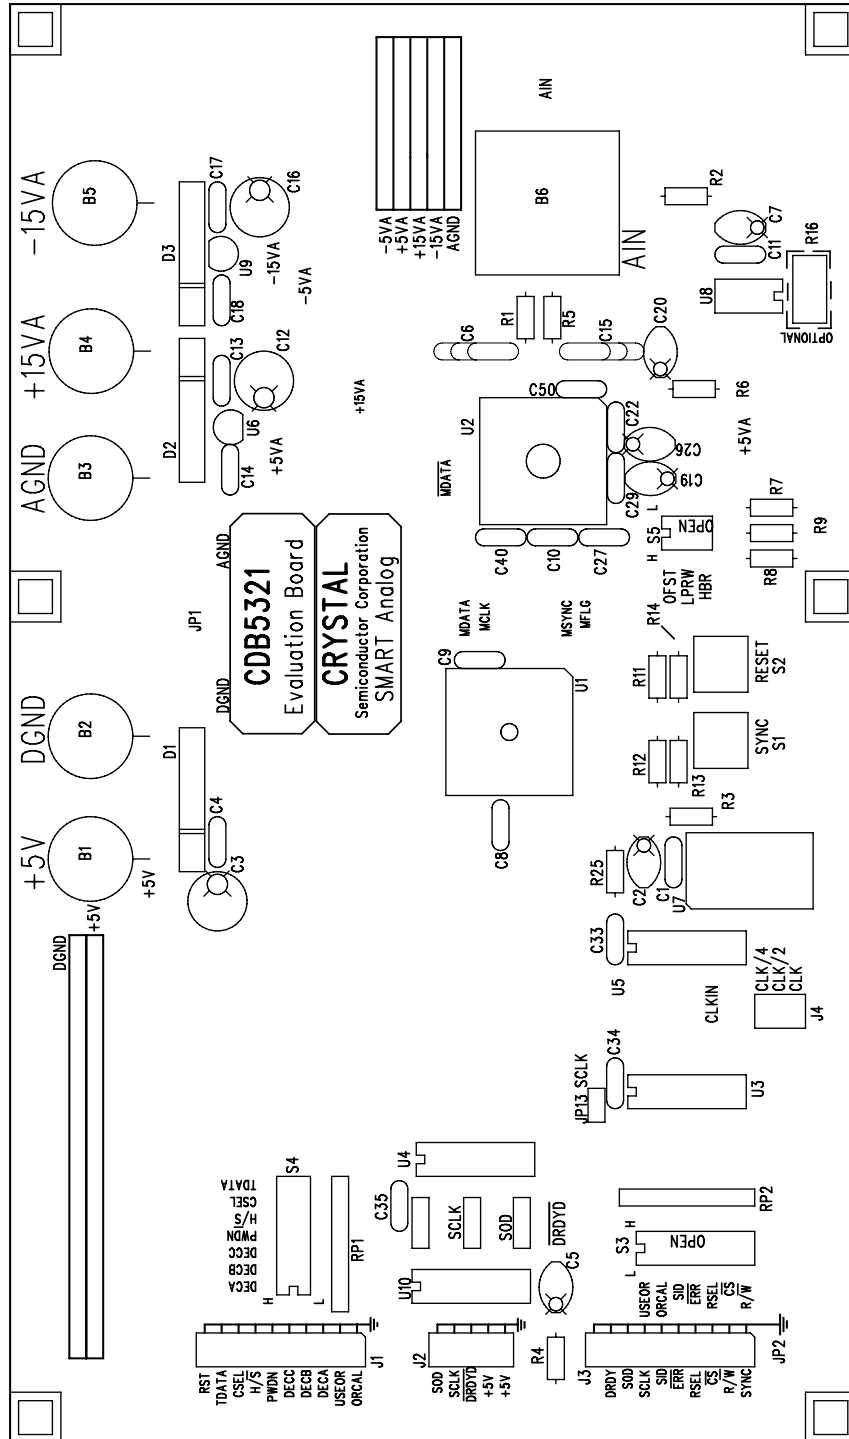 AIN
B6
AIN
-5VA
+5VA
+15VA
-15VA
AGND
R2
C7
C11
R16
U8
OPTIONAL
-15VA
B5
C17
C16
D3
U9
-15VA
-5VA
C18
+15VA
B4
C13
C12
D2
U6
+5VA
C14
+15VA
AGND
B3
R1
R5
C6
C15
C20
R6
C50
U2
C22
C26
+5VA
C19
C29
MDATA
C40
C10
C27
L
S5
OPEN
H
OFST
LPRW
HBR
R7
R9
R8
AGND
JP1
DGND
CDB5321
Evaluation Board
CRYSTAL
Semiconductor Corporation
SMART Analog
MDATA
MCLK
MSYNC
MFLG
R14
C9
U1
R11
RESET
S2
R12
SYNC
S1
R13
R3
C8
DGND
B2
D1
+5V
B1
+5V
C4
C3
DGND
+5V
R25
C2
C1
U7
C33
U5
CLKIN
CLK/4
CLK/2
CLK
J4
C34
JP13
SCLK
U3
TDATA
CSEL
H/S
PWDN
DECC
DECB
DECA
S4
H
L
RP1
U4
C35
SCLK
SOD
DRDYD
U10
C5
RP2
S3
H
OPEN
L
USEOR
ORCAL
SID
ERR
RSEL
CS
R/W
J1
RST
TDATA
CSEL
H/S
PWDN
DECC
DECB
DECA
USEOR
ORCAL
J2
SOD
SCLK
DRDYD
+5V
+5V
R4
J3
JP2
DRDY
SOD
SCLK
SID
ERR
RSEL
CS
R/W
SYNC